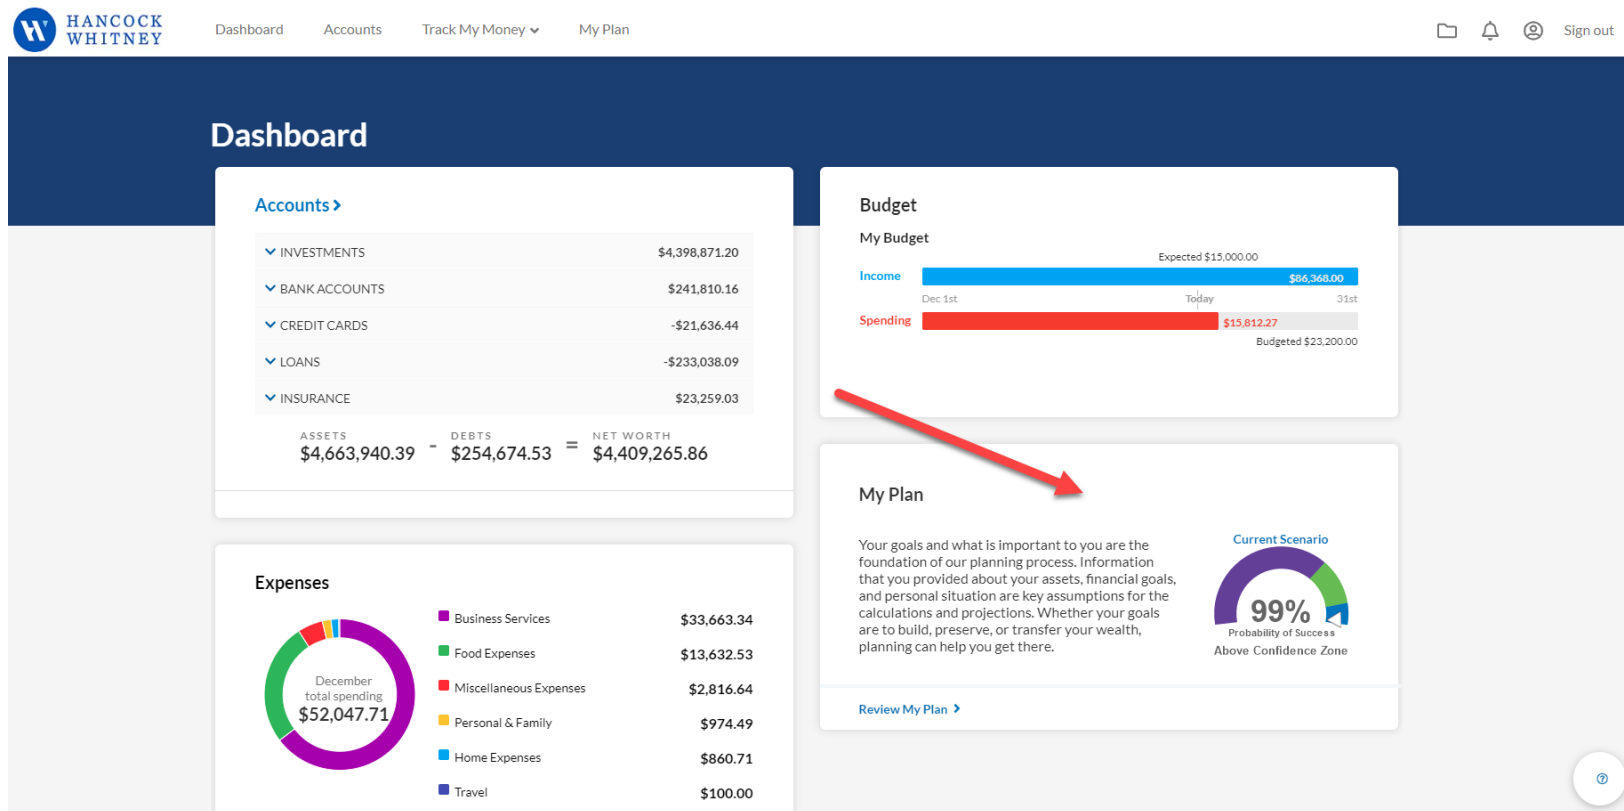 HANCOCK
WHITNEY
Dashboard
Accounts
Track My Money
My Plan
Sign out
Dashboard
Accounts
INVESTMENTS $4,398,871.20
BANK ACCOUNTS $241,810.16
CREDIT CARDS -$21,636.44
LOANS -$233,038.09
INSURANCE $23,259.03
ASSETS
$4,663,940.39
-
DEBTS
$254,674.53
=
NET WORTH
$4,409,265.86
Expenses
December
total spending
$52,047.71
Business Services $33,663.34
Food Expenses $13,632.53
Miscellaneous Expenses $2,816.64
Personal & Family $974.49
Home Expenses $860.71
Travel $100.00
Budget
My Budget
Expected $15,000.00
Income $86,368.00
Dec 1st Today 31st
Spending $15,812.27
Budgeted $23,200.00
My Plan
Your goals and what is important to you are the
foundation of our planning process. Information
that you provided about your assets, financial goals,
and personal situation are key assumptions for the
calculations and projections. Whether your goals
are to build, preserve, or transfer your wealth,
planning can help you get there.
Current Scenario
99%
Probability of Success
Above Confidence Zone
Review My Plan
?